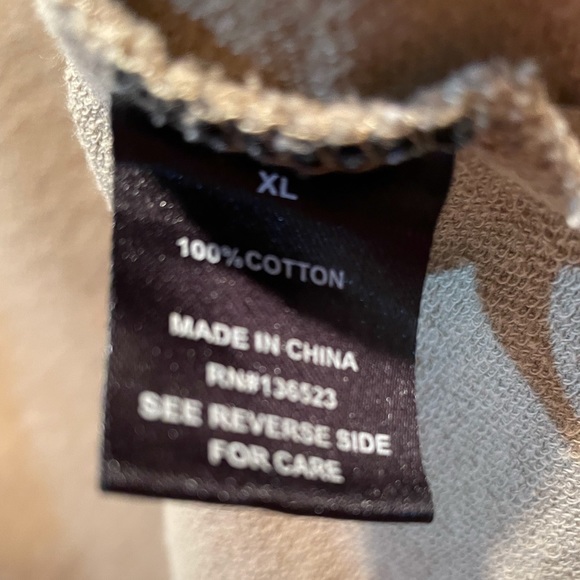 XL
100%COTTON
MADE IN CHINA
RN#136523
SEE REVERSE SIDE
FOR CARE